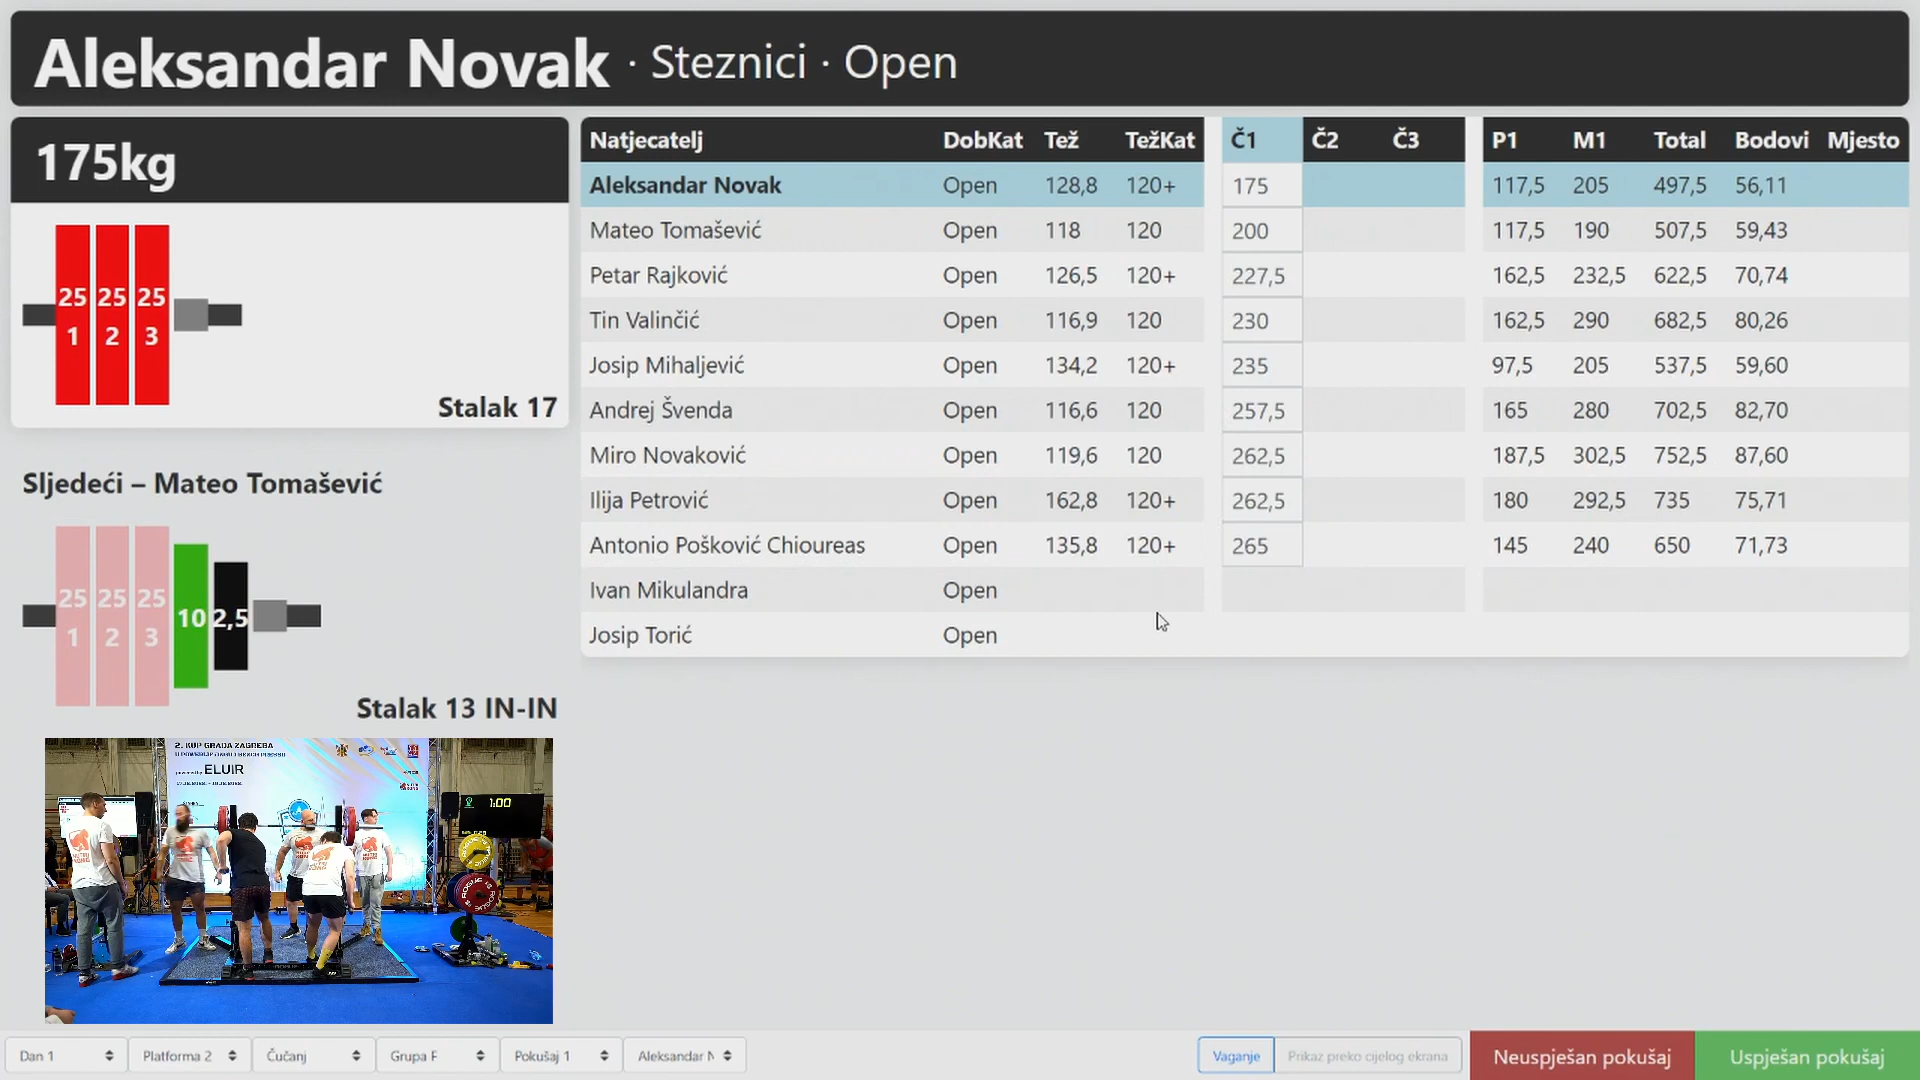 Aleksandar Novak · Steznici · Open
175kg
25 25 25
1 2 3
Stalak 17
Sljedeći – Mateo Tomašević
25 25 25 10 2,5
1 2 3
Stalak 13 IN-IN
Natjecatelj DobKat Tež TežKat Č1 Č2 Č3 P1 M1 Total Bodovi Mjesto
Aleksandar Novak Open 128,8 120+ 175 117,5 205 497,5 56,11
Mateo Tomašević Open 118 120 200 117,5 190 507,5 59,43
Petar Rajković Open 126,5 120+ 227,5 162,5 232,5 622,5 70,74
Tin Valinčić Open 116,9 120 230 162,5 290 682,5 80,26
Josip Mihaljević Open 134,2 120+ 235 97,5 205 537,5 59,60
Andrej Švenda Open 116,6 120 257,5 165 280 702,5 82,70
Miro Novaković Open 119,6 120 262,5 187,5 302,5 752,5 87,60
Ilija Petrović Open 162,8 120+ 262,5 180 292,5 735 75,71
Antonio Pošković Chioureas Open 135,8 120+ 265 145 240 650 71,73
Ivan Mikulandra Open
Josip Torić Open
2. KUP GRADA ZAGREBA
powered by ELUIR
1:00
Dan 1 Platforma 2 Čučanj Grupa F Pokušaj 1 Aleksandar N
Vaganje Prikaz preko cijelog ekrana Neuspješan pokušaj Uspješan pokušaj